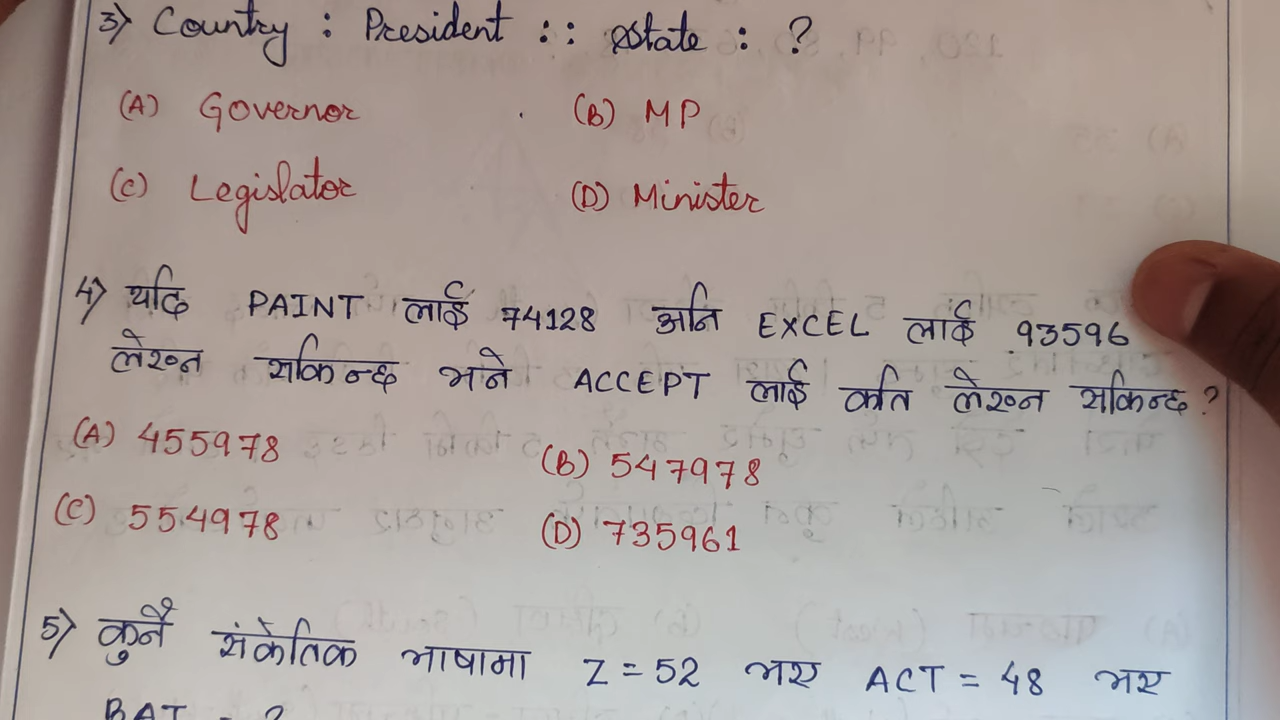 3) Country : President :: State : ?
(A) Governor (B) MP
(C) Legislator (D) Minister
4) यदि PAINT लाई 74128 अनि EXCEL लाई 93596
लेख्न सकिन्छ भने ACCEPT लाई कति लेख्न सकिन्छ?
(A) 455978 (B) 547978
(C) 554978 (D) 735961
5) कुनै संकेतिक भाषामा Z = 52 भए ACT = 48 भए
BAT = ?